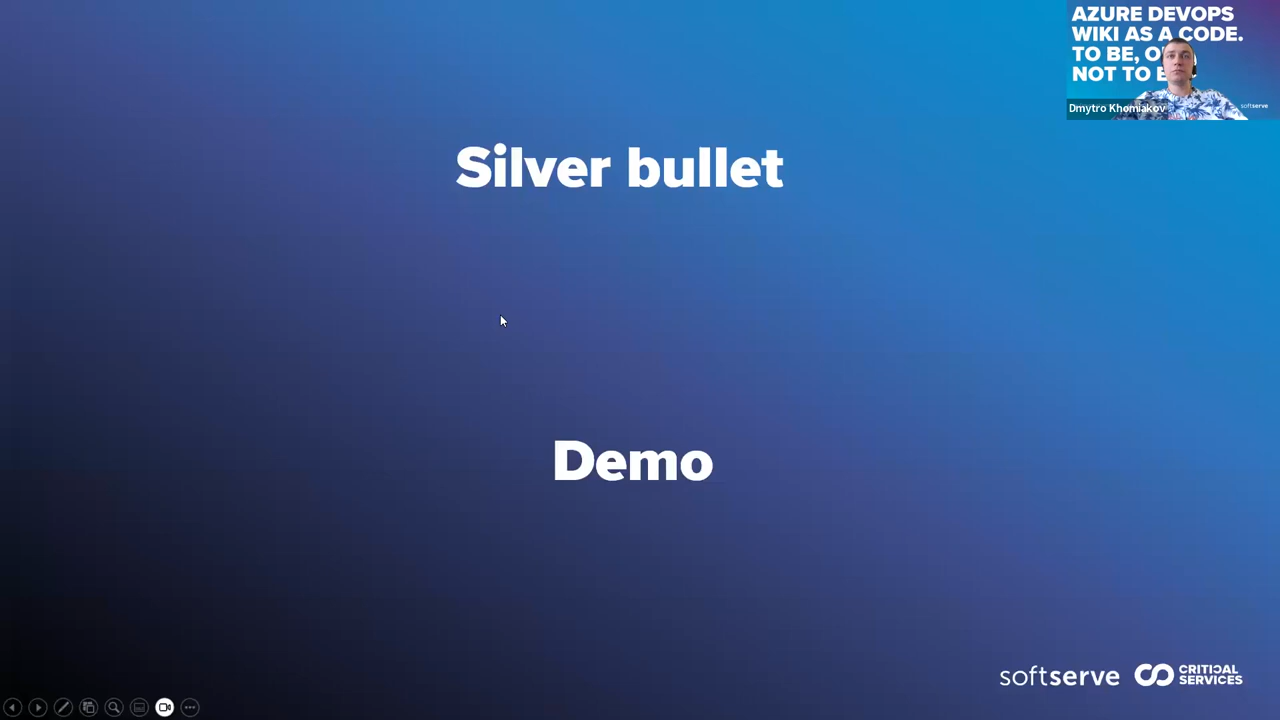 AZURE DEVOPS
WIKI AS A CODE.
TO BE, O
NOT TO B
Dmytro Khomiakov
softserve
Silver bullet
Demo
softserve
CRITICAL
SERVICES